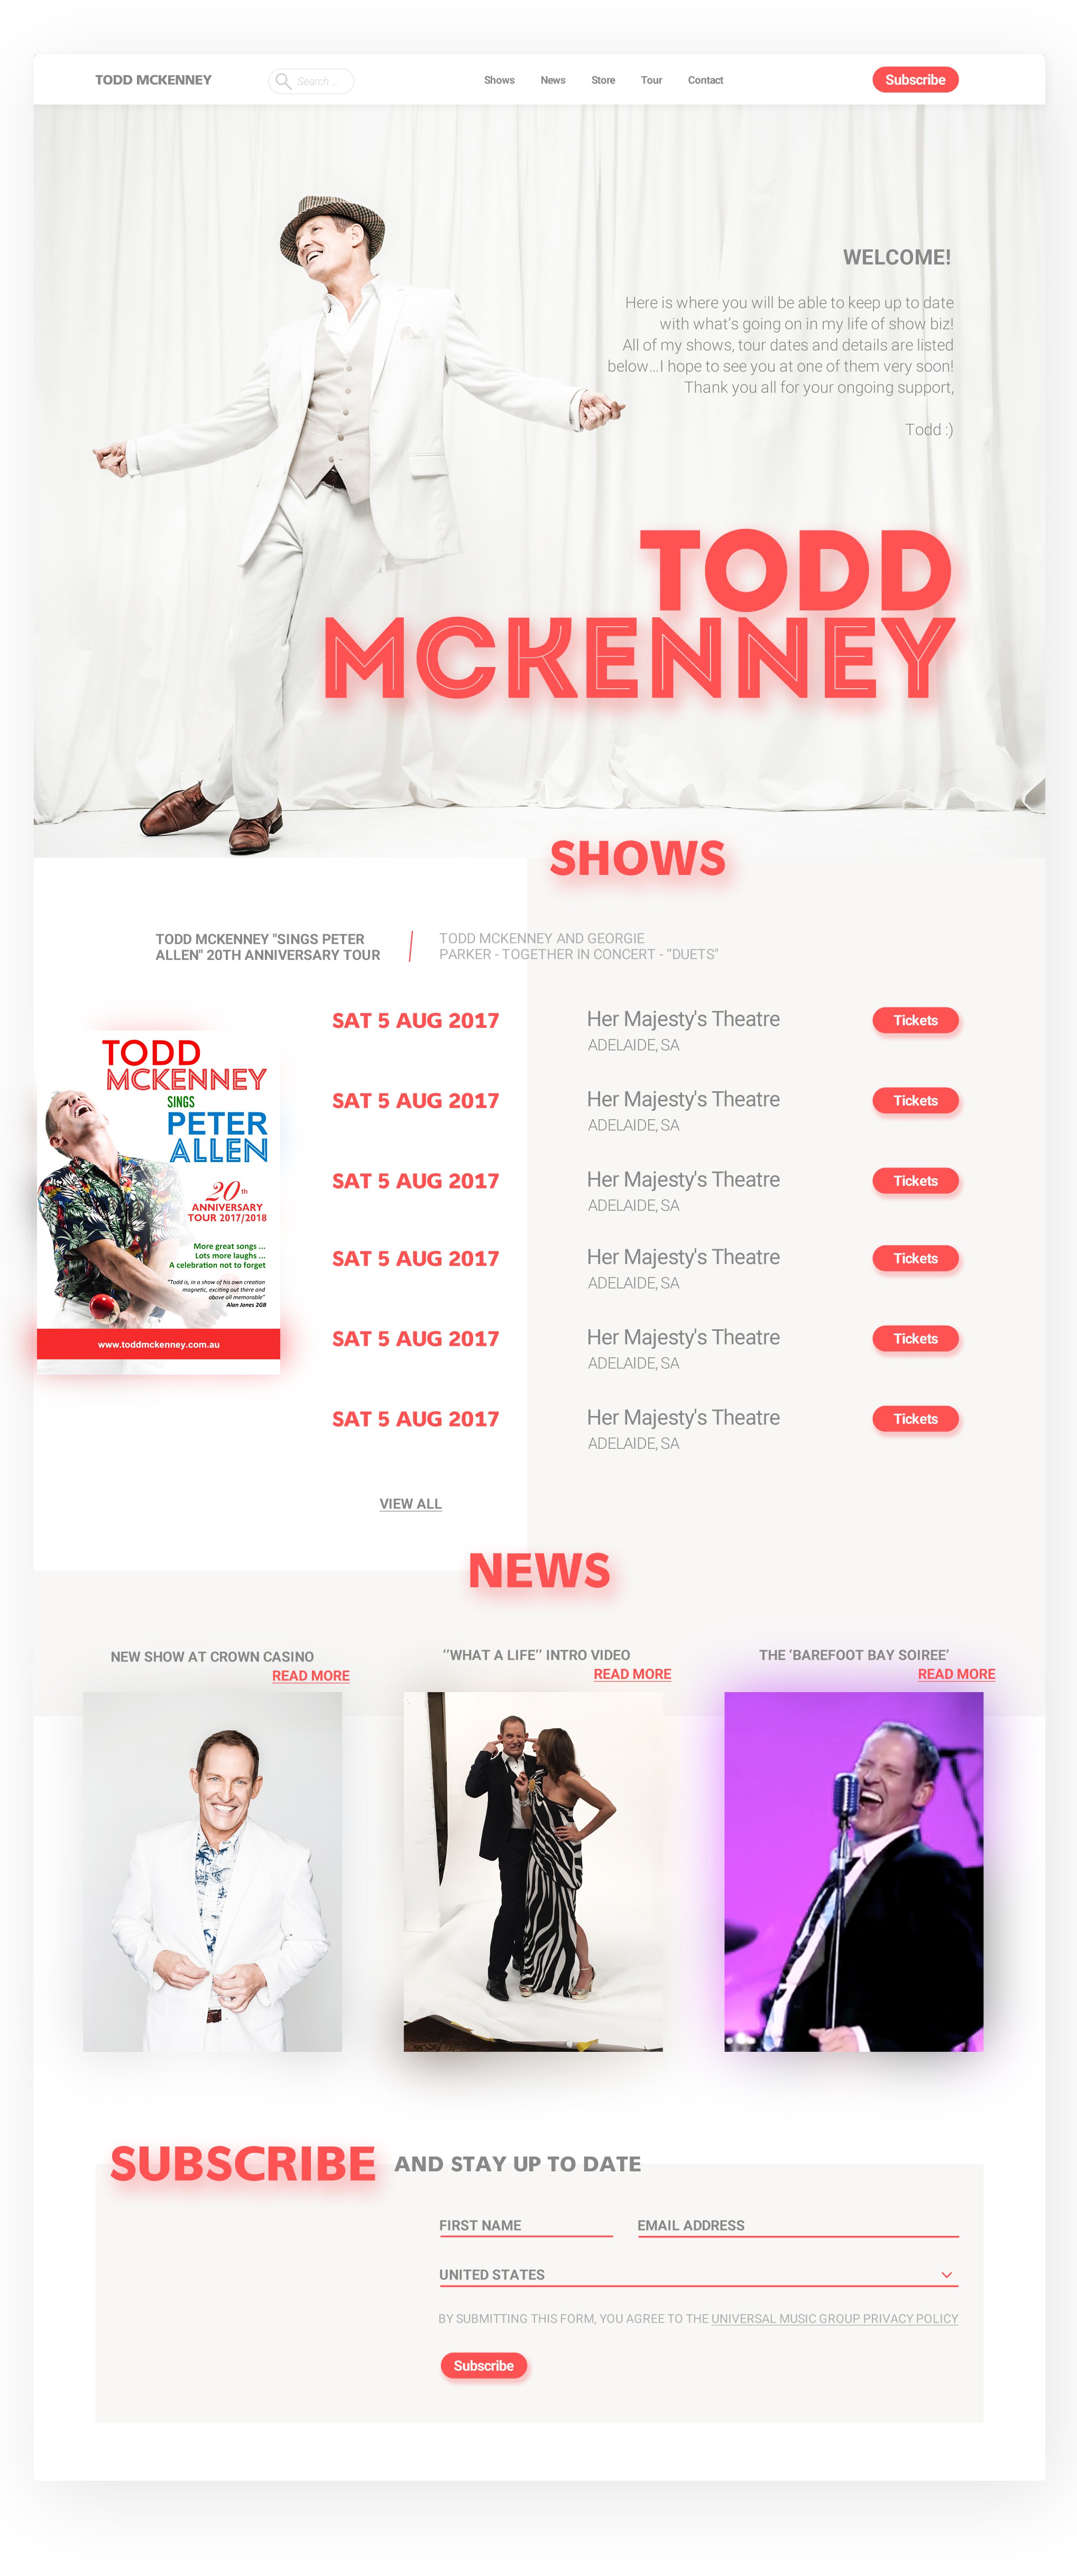 TODD MCKENNEY
Search ...
Shows
News
Store
Tour
Contact
Subscribe
WELCOME!
Here is where you will be able to keep up to date
with what's going on in my life of show biz!
All of my shows, tour dates and details are listed
below...I hope to see you at one of them very soon!
Thank you all for your ongoing support,
Todd :)
TODD
MCKENNEY
SHOWS
TODD MCKENNEY "SINGS PETER
ALLEN" 20TH ANNIVERSARY TOUR
TODD MCKENNEY AND GEORGIE
PARKER - TOGETHER IN CONCERT - “DUETS”
TODD
MCKENNEY
SINGS
PETER
ALLEN
20th
ANNIVERSARY
TOUR 2017/2018
More great songs ...
Lots more laughs ...
A celebration not to forget
"Todd is, in a show of his own creation
magnetic, exciting out there and
above all memorable"
Alan Jones 2GB
www.toddmckenney.com.au
SAT 5 AUG 2017
Her Majesty's Theatre
ADELAIDE, SA
Tickets
SAT 5 AUG 2017
Her Majesty's Theatre
ADELAIDE, SA
Tickets
SAT 5 AUG 2017
Her Majesty's Theatre
ADELAIDE, SA
Tickets
SAT 5 AUG 2017
Her Majesty's Theatre
ADELAIDE, SA
Tickets
SAT 5 AUG 2017
Her Majesty's Theatre
ADELAIDE, SA
Tickets
SAT 5 AUG 2017
Her Majesty's Theatre
ADELAIDE, SA
Tickets
VIEW ALL
NEWS
NEW SHOW AT CROWN CASINO
READ MORE
‘’WHAT A LIFE’’ INTRO VIDEO
READ MORE
THE ‘BAREFOOT BAY SOIREE’
READ MORE
SUBSCRIBE AND STAY UP TO DATE
FIRST NAME
EMAIL ADDRESS
UNITED STATES
BY SUBMITTING THIS FORM, YOU AGREE TO THE UNIVERSAL MUSIC GROUP PRIVACY POLICY
Subscribe